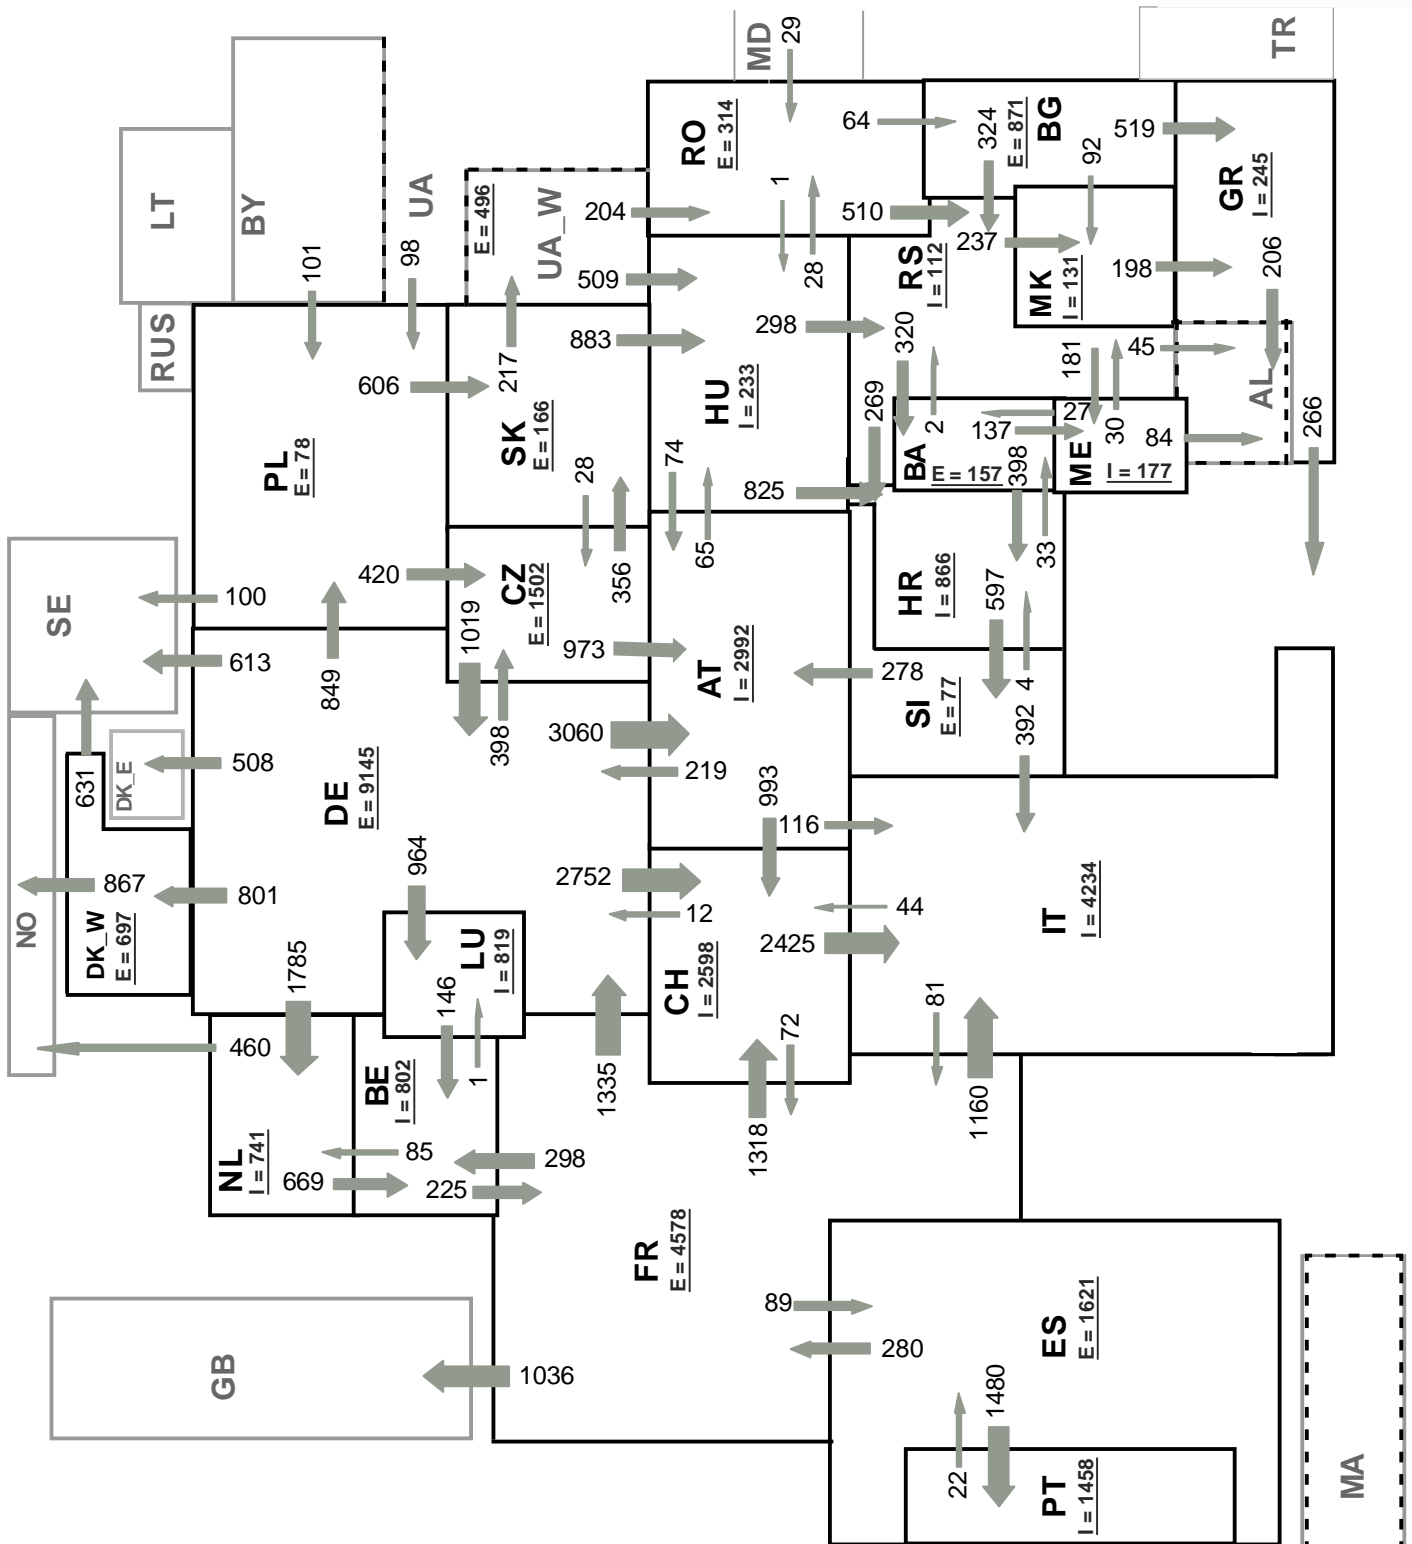 MD
29
TR
LT
BY
UA
RO
E = 314
64
324
E = 871
BG
519
92
GR
I = 245
1
E = 496
UA_W
204
510
237
RS
I = 112
MK
I = 131
198
206
101
98
509
28
RUS
883
217
298
320
181
45
606
HU
I = 233
AL
SK
E = 166
269
2
27
137
30
84
266
PL
E = 78
BA
E = 157
398
ME
I = 177
28
74
825
65
33
SE
100
420
CZ
E = 1502
356
HR
I = 866
597
1019
613
849
973
AT
I = 2992
278
SI
E = 77
4
392
398
3060
219
508
DK_E
631
DE
E = 9145
993
116
964
2752
12
867
801
44
NO
DK_W
E = 697
IT
I = 4234
2425
LU
I = 819
CH
I = 2598
1785
146
81
72
460
BE
I = 802
1
1335
1160
1318
NL
I = 741
85
669
298
225
FR
E = 4578
89
280
ES
E = 1621
GB
1036
1480
22
PT
I = 1458
MA